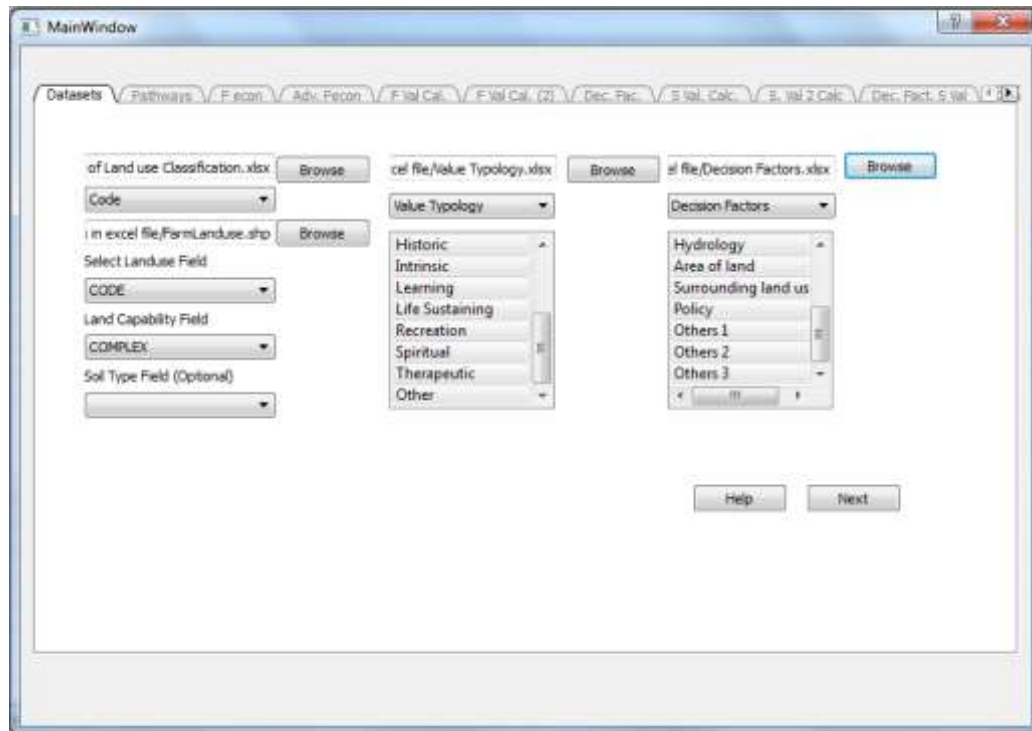 MainWindow
Datasets Pathways F econ Adv. Fecon F Val Cal. F Val Cal. (2) Dec. Fac. S Val. Calc. S. Val 2 Calc Dec. Fact. S Val
of Land use Classification.xlsx Browse cel file/Value Typology.xlsx Browse el file/Decision Factors.xlsx Browse
Code Value Typology Decision Factors
in excel file/FarmLanduse.shp Browse
Select Landuse Field
CODE
Land Capability Field
COMPLEX
Soil Type Field (Optional)
Historic
Intrinsic
Learning
Life Sustaining
Recreation
Spiritual
Therapeutic
Other
Hydrology
Area of land
Surrounding land us
Policy
Others 1
Others 2
Others 3
Help Next